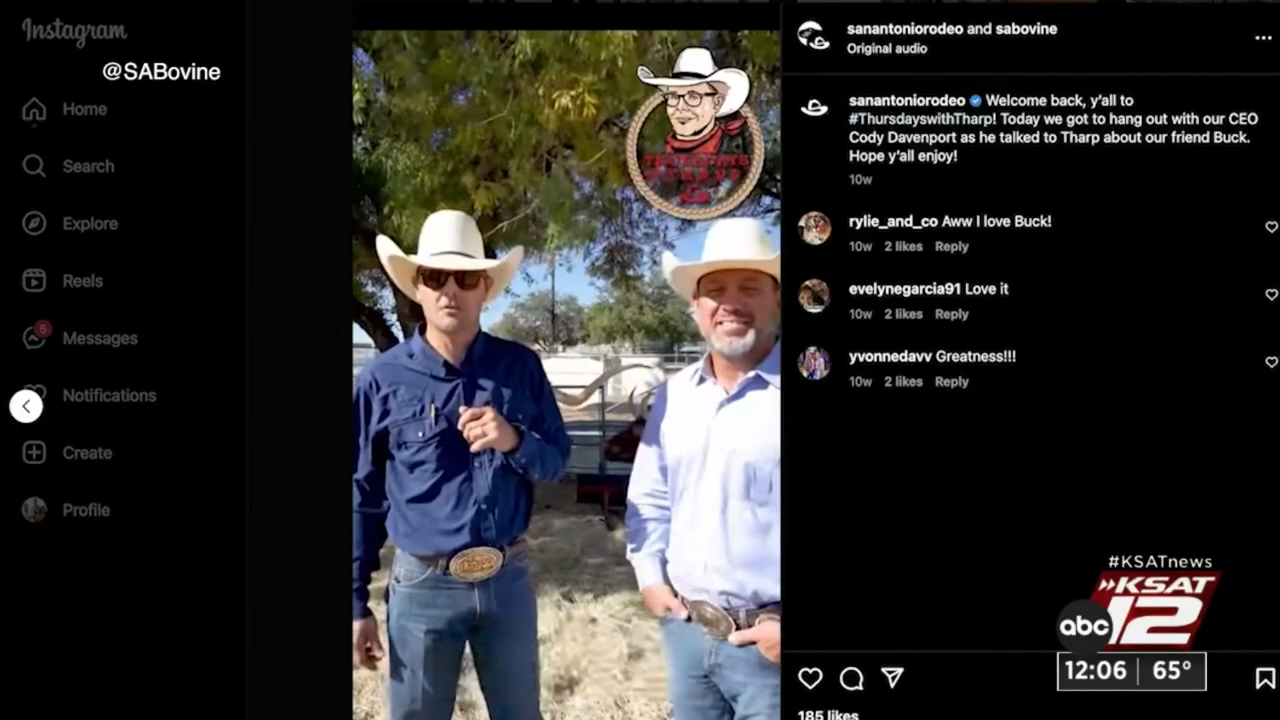 Instagram
@SABovine
Home
Search
Explore
Reels
5
Messages
Notifications
Create
Profile
THURSDAYS
sanantoniorodeo and sabovine
Original audio
sanantoniorodeo Welcome back, y'all to
#ThursdayswithTharp! Today we got to hang out with our CEO
Cody Davenport as he talked to Tharp about our friend Buck.
Hope y'all enjoy!
10w
rylie_and_co Aww I love Buck!
10w 2 likes Reply
evelynegarcia91 Love it
10w 2 likes Reply
yvonnedavv Greatness!!!
10w 2 likes Reply
#KSATnews
KSAT
abc 12
12:06 65°
185 likes